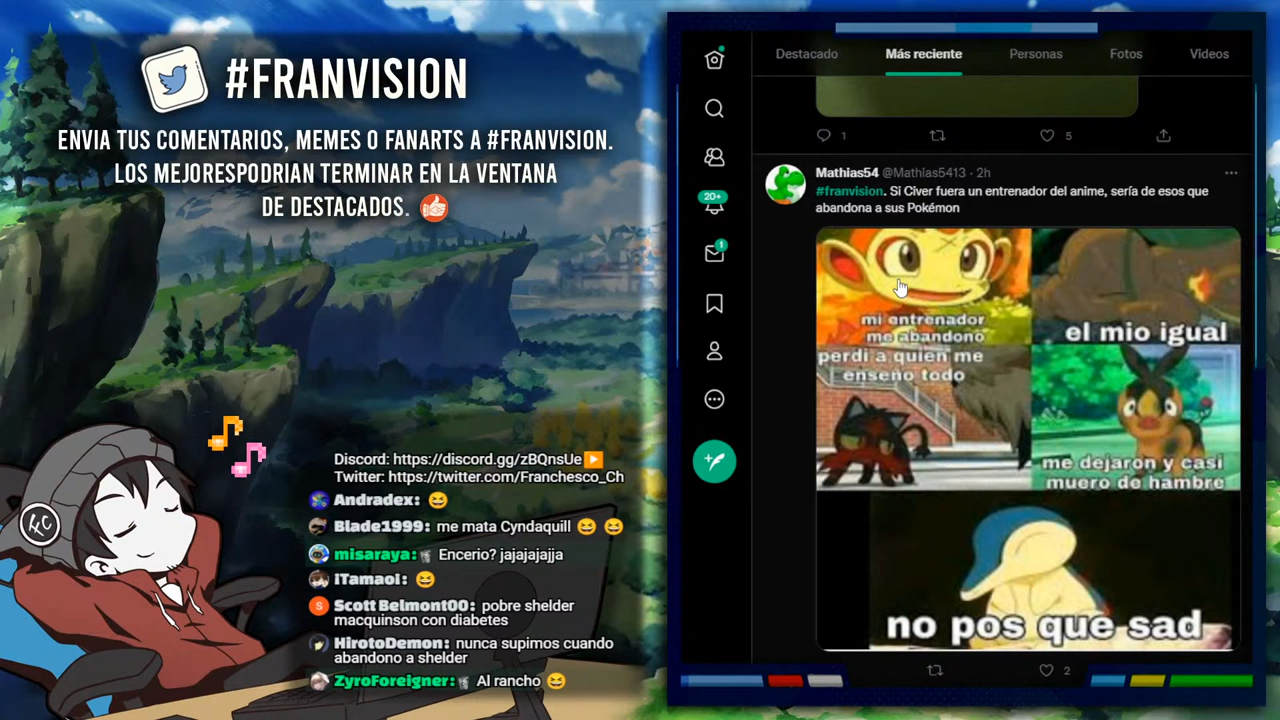 #FRANVISION
ENVIA TUS COMENTARIOS, MEMES O FANARTS A #FRANVISION.
LOS MEJORESPODRIAN TERMINAR EN LA VENTANA
DE DESTACADOS.
Discord: https://discord.gg/zBQnsUe
Twitter: https://twitter.com/Franchesco_Ch
Andradex:
Blade1999: me mata Cyndaquill
misaraya: Encerio? jajajajajja
iTamaoi:
Scott Belmont00: pobre shelder
macquinson con diabetes
HirotoDemon: nunca supimos cuando
abandono a shelder
ZyroForeigner: Al rancho
Destacado Más reciente Personas Fotos Videos
1 5
20+
1
Mathias54 @Mathias5413 · 2h
#franvision. Si Civer fuera un entrenador del anime, sería de esos que
abandona a sus Pokémon
mi entrenador
me abandono
el mio igual
perdi a quien me
enseño todo
me dejaron y casi
muero de hambre
no pos que sad
2